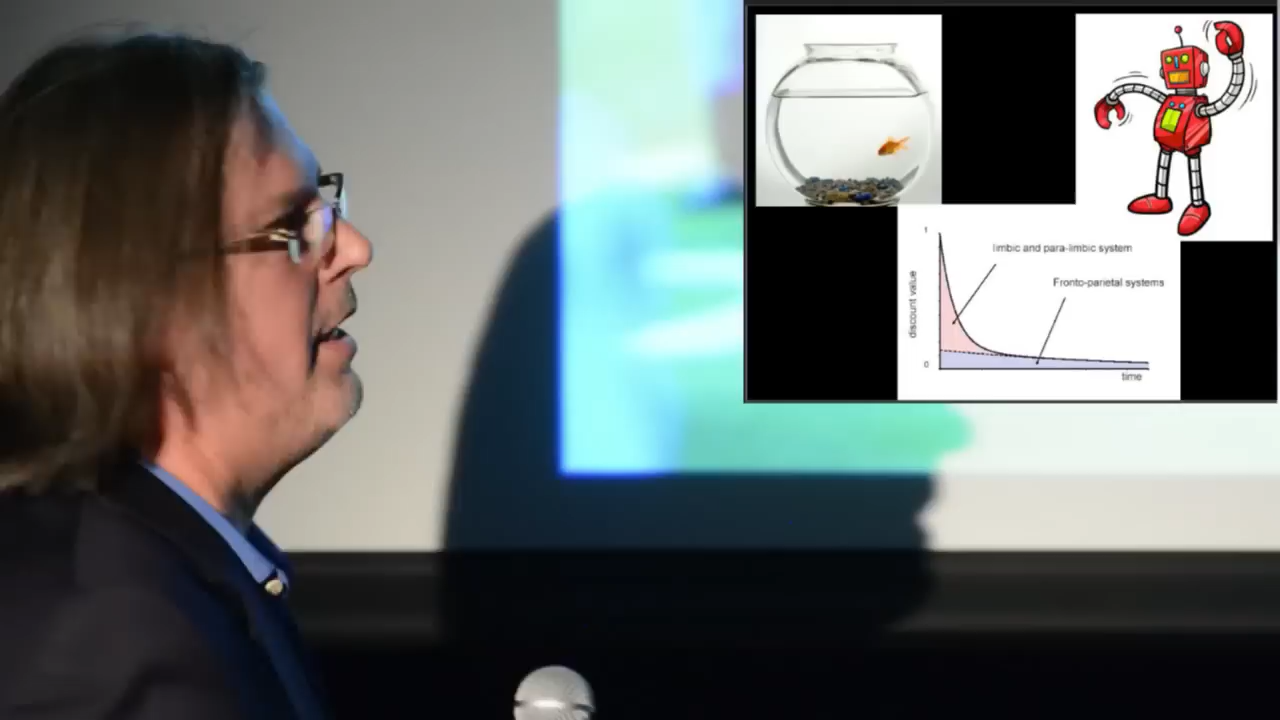 1
limbic and para-limbic system
Fronto-parietal systems
discount value
0
time